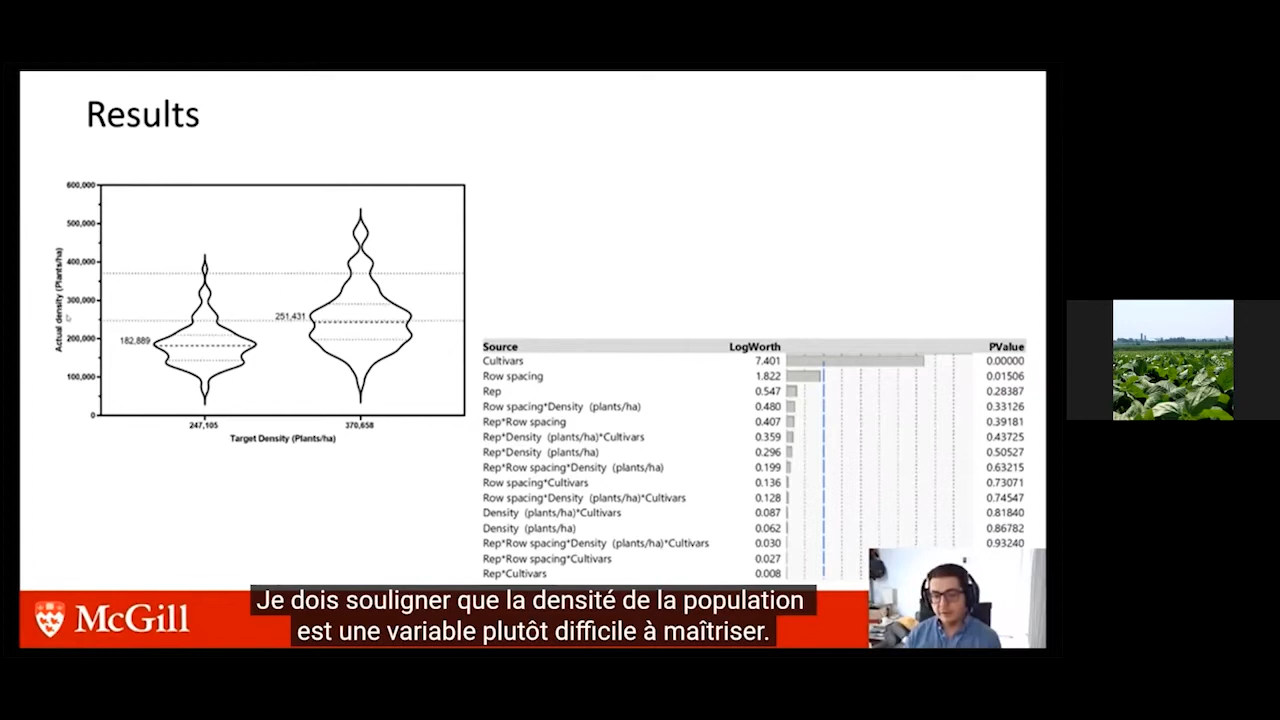 Results
600,000
500,000
400,000
300,000
200,000
100,000
0
Actual density (Plants/ha)
182,889
251,431
247,105
370,658
Target Density (Plants/ha)
Source LogWorth PValue
Cultivars 7.401 0.00000
Row spacing 1.822 0.01506
Rep 0.547 0.28387
Row spacing*Density (plants/ha) 0.480 0.33126
Rep*Row spacing 0.407 0.39181
Rep*Density (plants/ha)*Cultivars 0.359 0.43725
Rep*Density (plants/ha) 0.296 0.50527
Rep*Row spacing*Density (plants/ha) 0.199 0.63215
Row spacing*Cultivars 0.136 0.73071
Row spacing*Density (plants/ha)*Cultivars 0.128 0.74547
Density (plants/ha)*Cultivars 0.087 0.81840
Density (plants/ha) 0.062 0.86782
Rep*Row spacing*Density (plants/ha)*Cultivars 0.030 0.93240
Rep*Row spacing*Cultivars 0.027
Rep*Cultivars 0.008
McGill
Je dois souligner que la densité de la population
est une variable plutôt difficile à maîtriser.